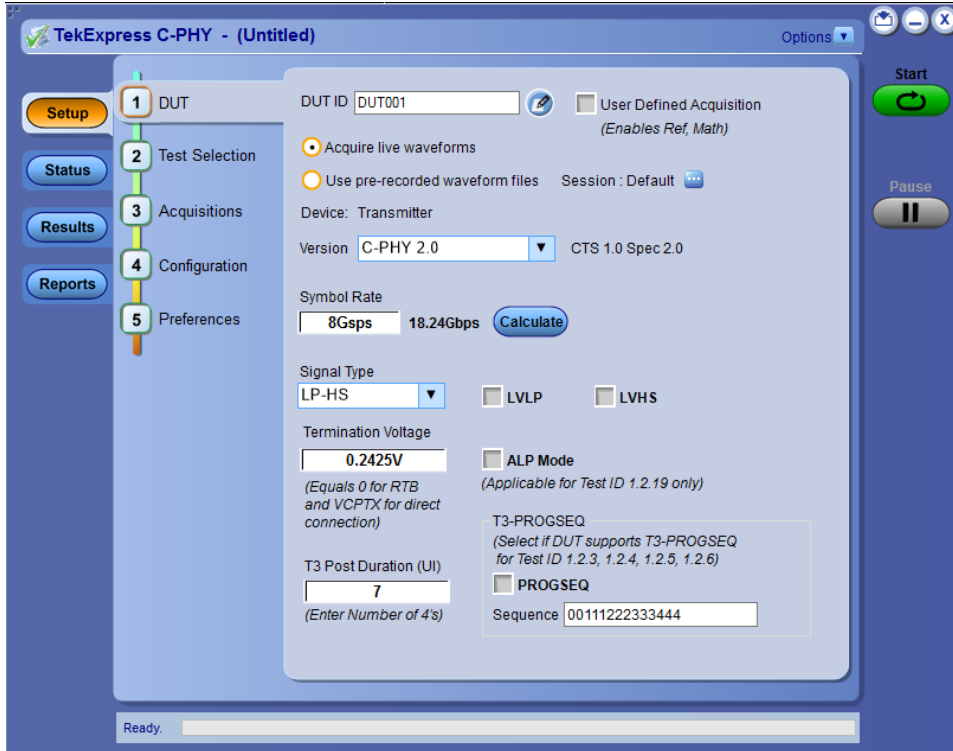 TekExpress C-PHY - (Untitled)
Options
X
Start
Pause
Setup
Status
Results
Reports
1 DUT
2 Test Selection
3 Acquisitions
4 Configuration
5 Preferences
DUT ID DUT001
User Defined Acquisition
(Enables Ref, Math)
Acquire live waveforms
Use pre-recorded waveform files Session : Default ...
Device: Transmitter
Version C-PHY 2.0 CTS 1.0 Spec 2.0
Symbol Rate
8Gsps 18.24Gbps Calculate
Signal Type
LP-HS LVLP LVHS
Termination Voltage
0.2425V
(Equals 0 for RTB
and VCPTX for direct
connection)
ALP Mode
(Applicable for Test ID 1.2.19 only)
T3 Post Duration (UI)
7
(Enter Number of 4's)
T3-PROGSEQ
(Select if DUT supports T3-PROGSEQ
for Test ID 1.2.3, 1.2.4, 1.2.5, 1.2.6)
PROGSEQ
Sequence 00111222333444
Ready.